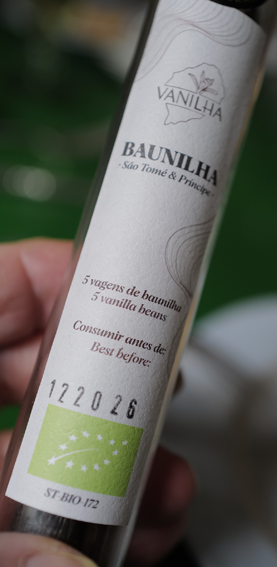 VANILHA
BAUNILHA
· São Tomé & Príncipe ·
5 vagens de baunilha
5 vanilla beans
Consumir antes de:
Best before:
122026
ST-BIO-172